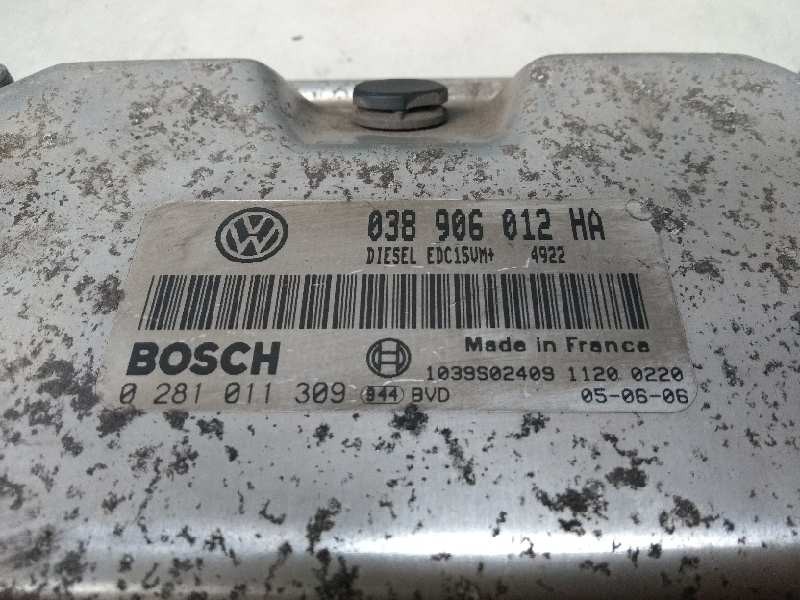 038 906 012 HA
DIESEL EDC15VM+ 4922
BOSCH
Made in France
0 281 011 309 944 BVD
1039S02409 1120 0220
05-06-06